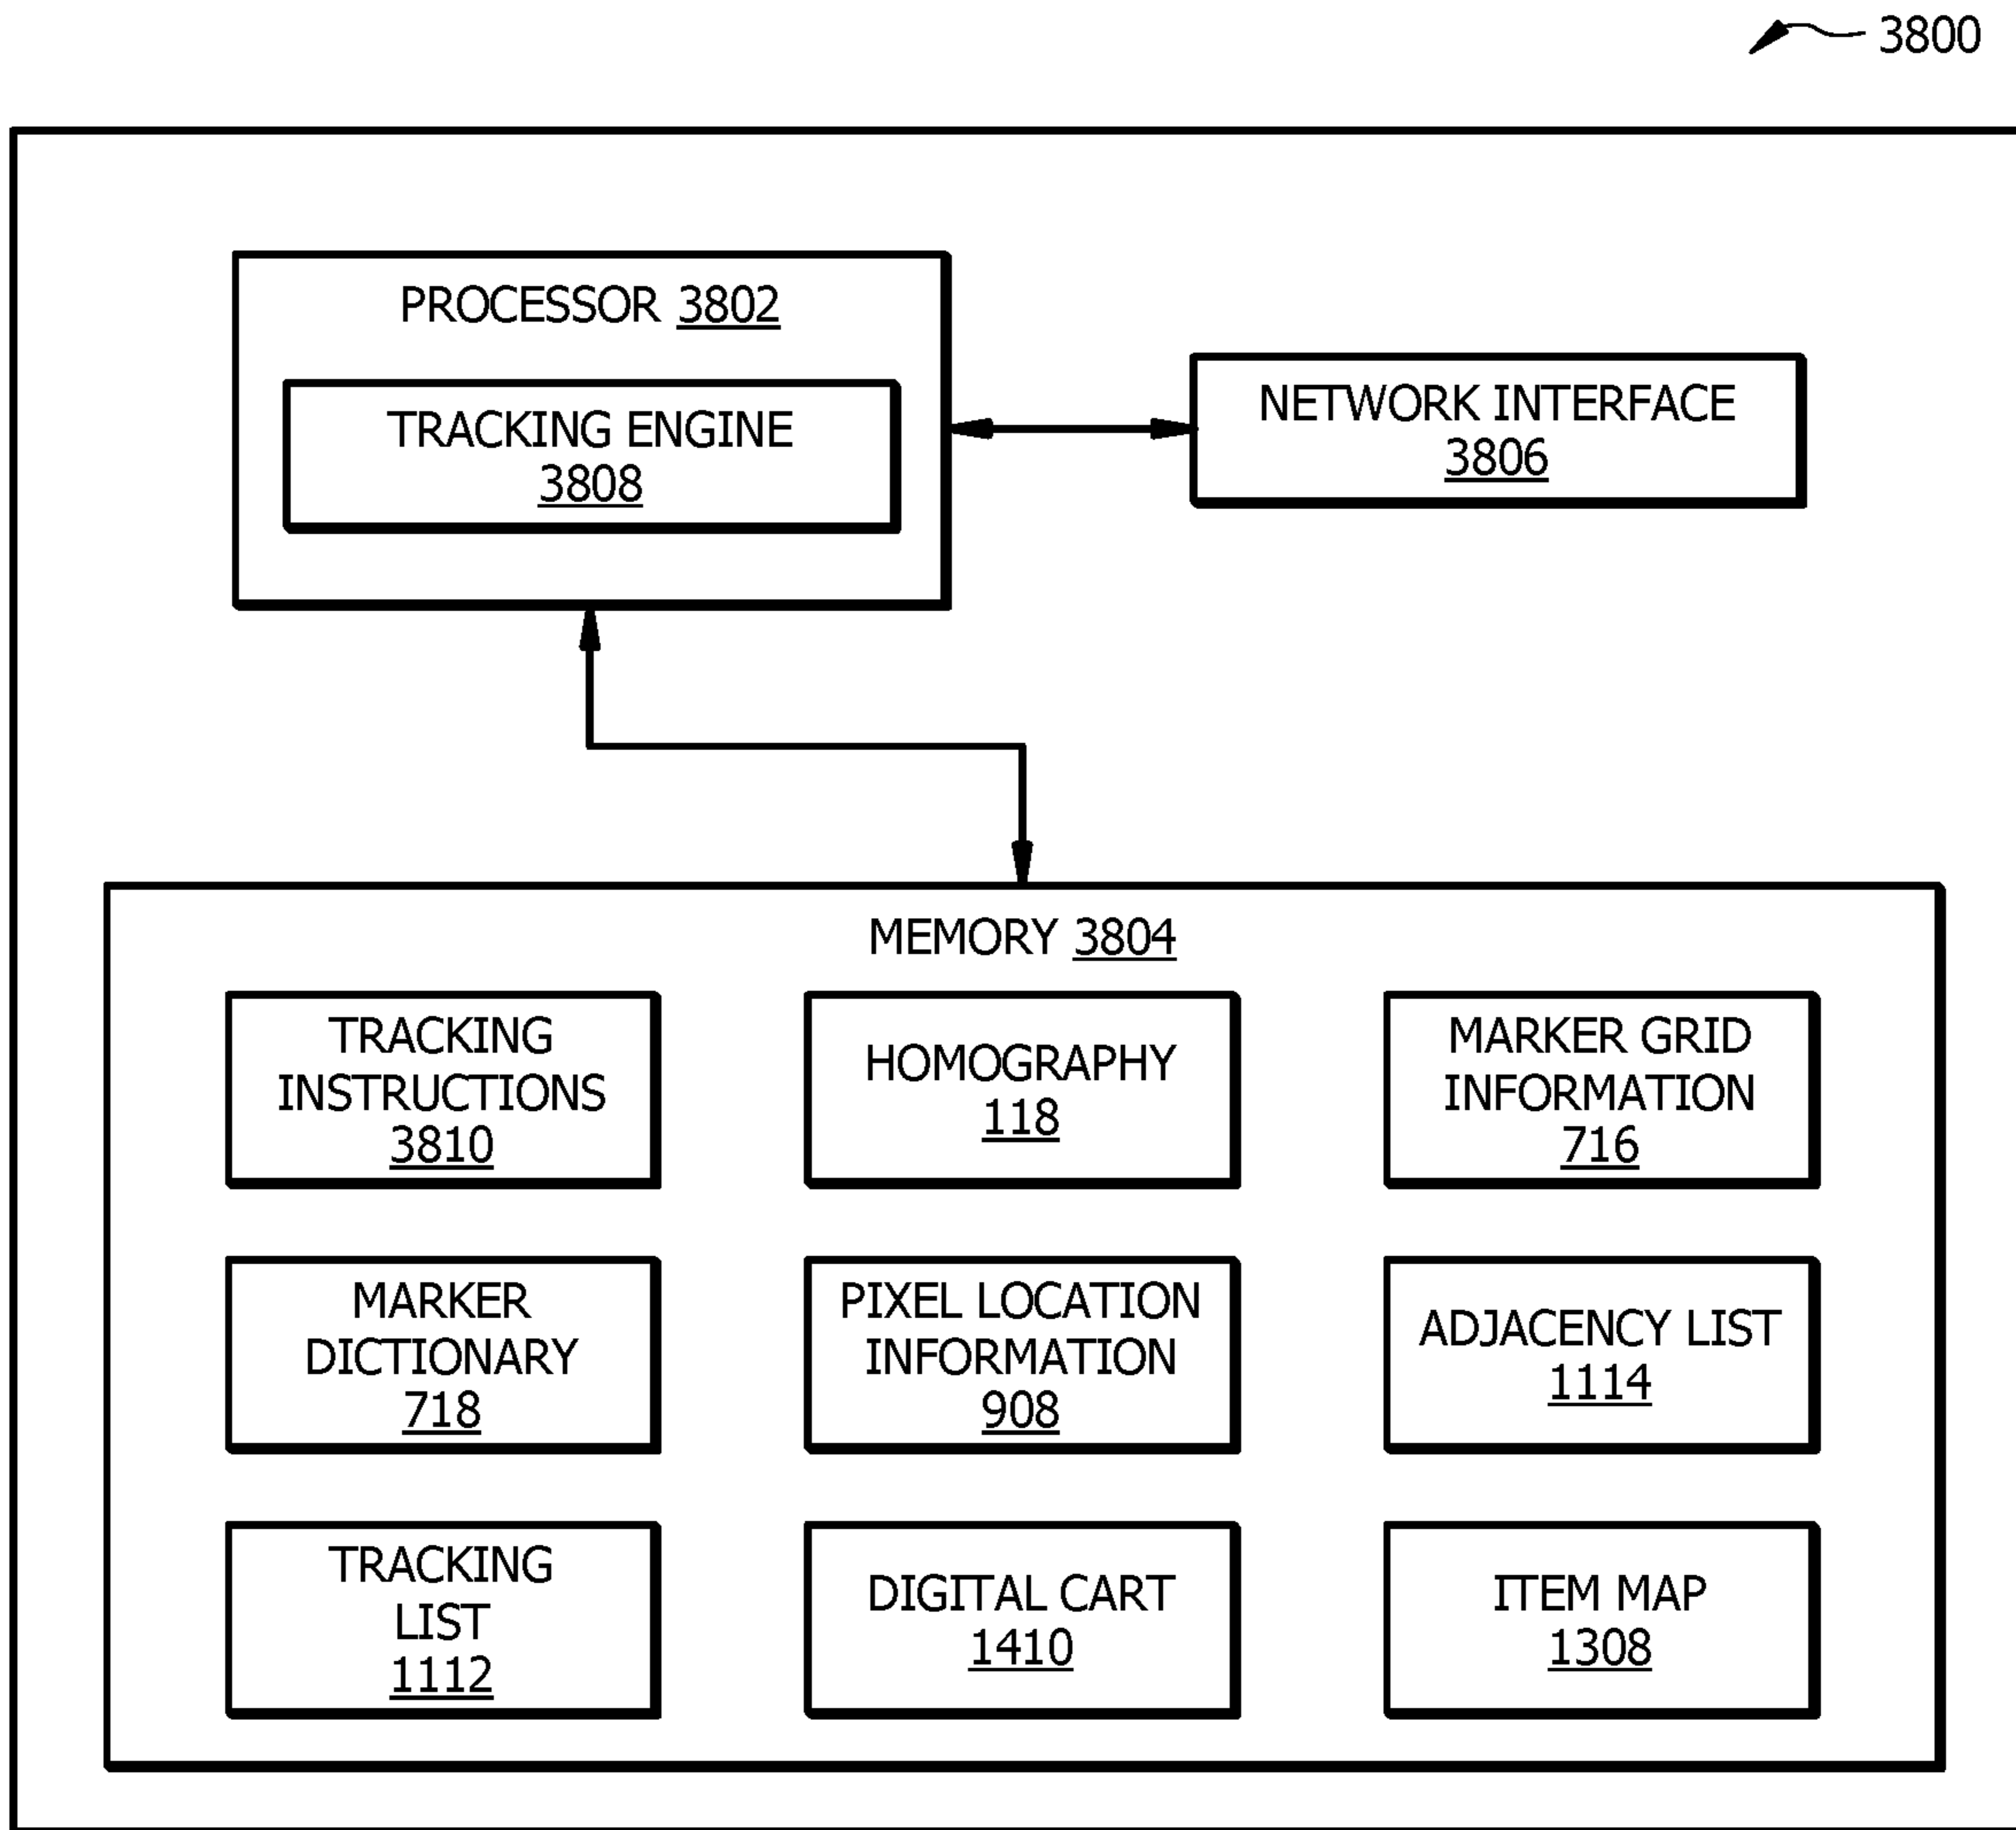 3800
PROCESSOR 3802
TRACKING ENGINE
3808
NETWORK INTERFACE
3806
MEMORY 3804
TRACKING
INSTRUCTIONS
3810
HOMOGRAPHY
118
MARKER GRID
INFORMATION
716
MARKER
DICTIONARY
718
PIXEL LOCATION
INFORMATION
908
ADJACENCY LIST
1114
TRACKING
LIST
1112
DIGITAL CART
1410
ITEM MAP
1308